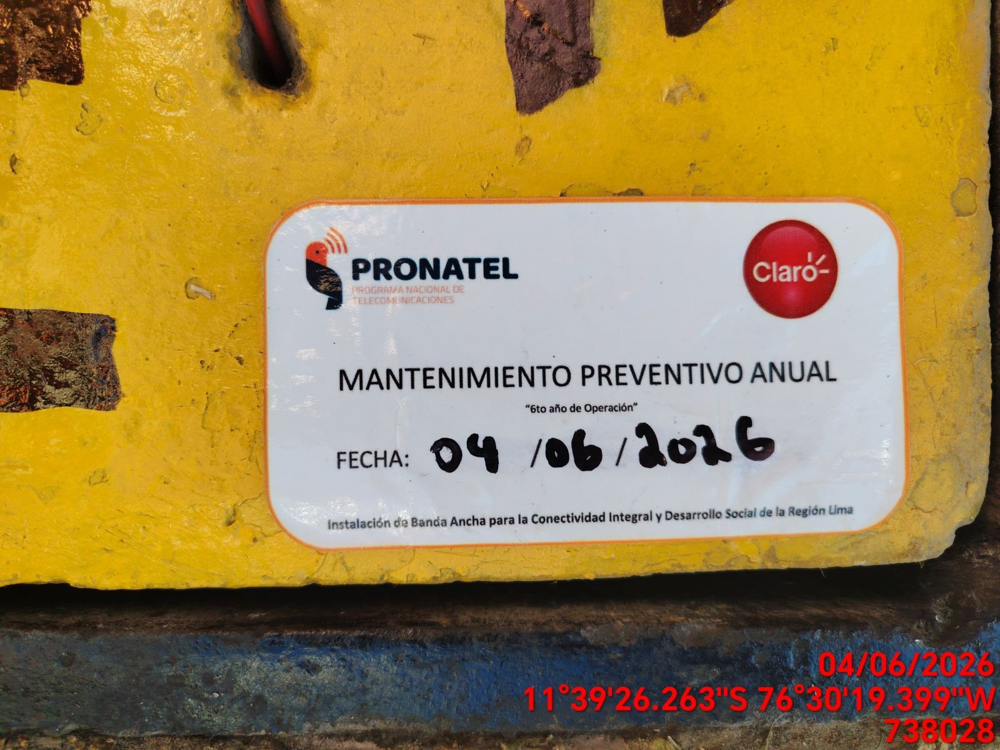 PRONATEL
PROGRAMA NACIONAL DE
TELECOMUNICACIONES
Claro
MANTENIMIENTO PREVENTIVO ANUAL
"6to año de Operación"
FECHA: 04 /06 / 2026
Instalación de Banda Ancha para la Conectividad Integral y Desarrollo Social de la Región Lima
04/06/2026
11°39'26.263"S 76°30'19.399"W
738028